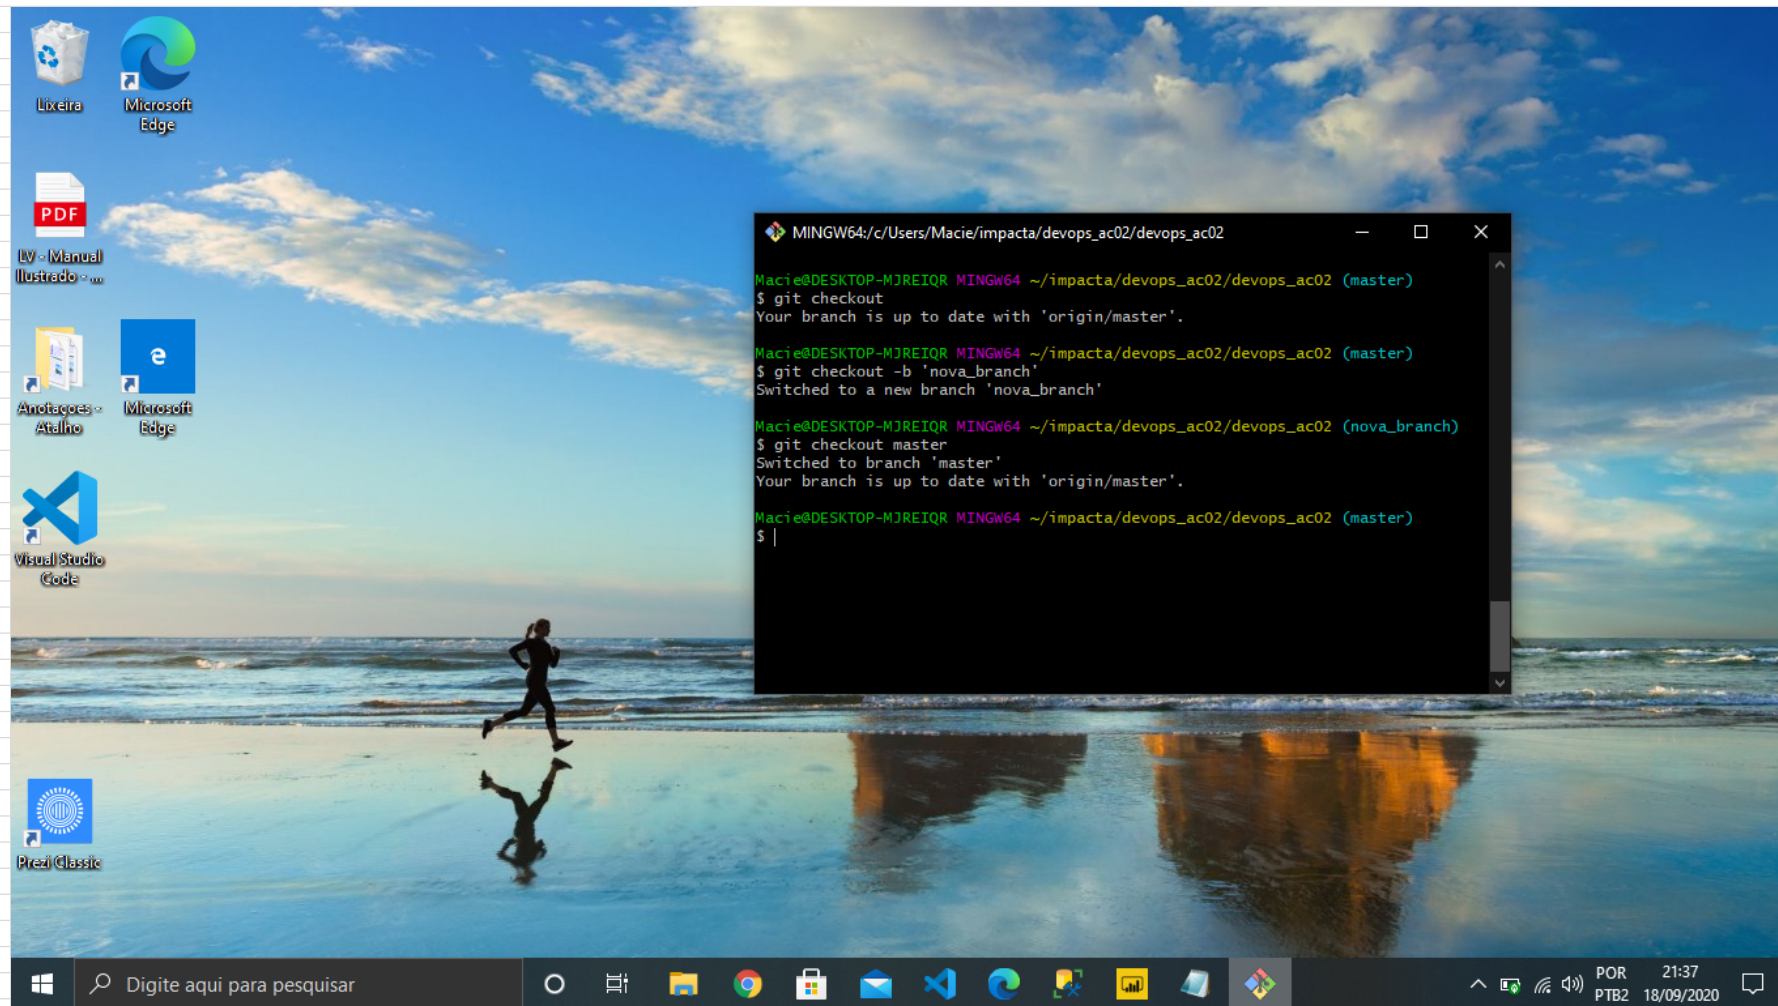 Lixeira
Microsoft
Edge
PDF
LV - Manual
Ilustrado - ...
Anotações -
Atalho
Microsoft
Edge
Visual Studio
Code
Prezi Classic
MINGW64:/c/Users/Macie/impacta/devops_ac02/devops_ac02
Macie@DESKTOP-MJREIQR MINGW64 ~/impacta/devops_ac02/devops_ac02 (master)
$ git checkout
Your branch is up to date with 'origin/master'.
Macie@DESKTOP-MJREIQR MINGW64 ~/impacta/devops_ac02/devops_ac02 (master)
$ git checkout -b 'nova_branch'
Switched to a new branch 'nova_branch'
Macie@DESKTOP-MJREIQR MINGW64 ~/impacta/devops_ac02/devops_ac02 (nova_branch)
$ git checkout master
Switched to branch 'master'
Your branch is up to date with 'origin/master'.
Macie@DESKTOP-MJREIQR MINGW64 ~/impacta/devops_ac02/devops_ac02 (master)
$
Digite aqui para pesquisar
POR
PTB2
21:37
18/09/2020